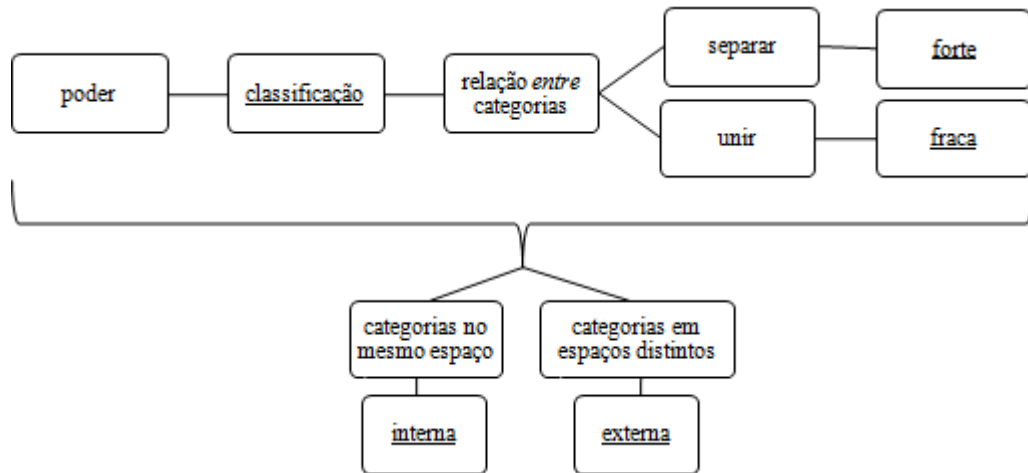 poder
classificação
relação entre
categorias
separar
forte
unir
fraca
categorias no
mesmo espaço
categorias em
espaços distintos
interna
externa